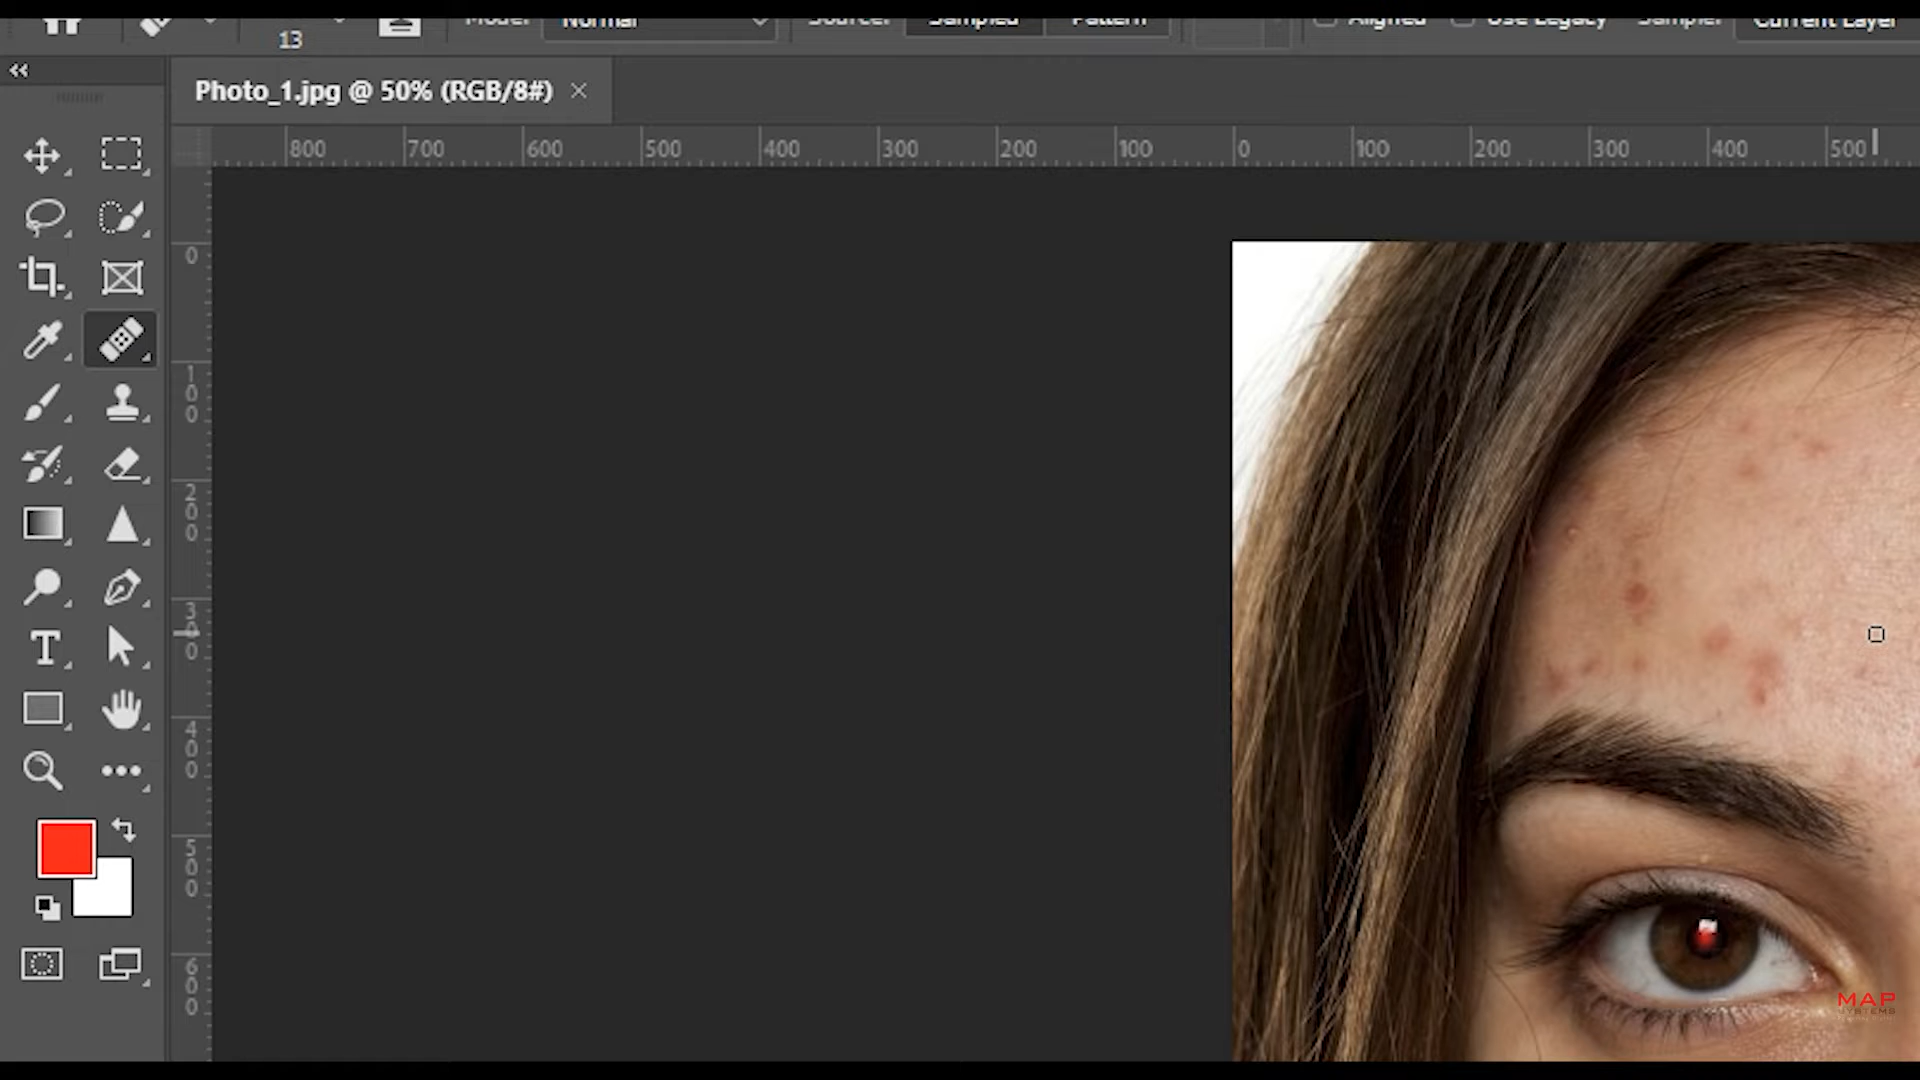 13 Mode: Normal Source: Sampled Pattern Aligned Use Legacy Sample: Current Layer
Photo_1.jpg @ 50% (RGB/8#) ×
800 700 600 500 400 300 200 100 0 100 200 300 400 500
0
100
200
300
400
500
600
T
MAP
SYSTEMS